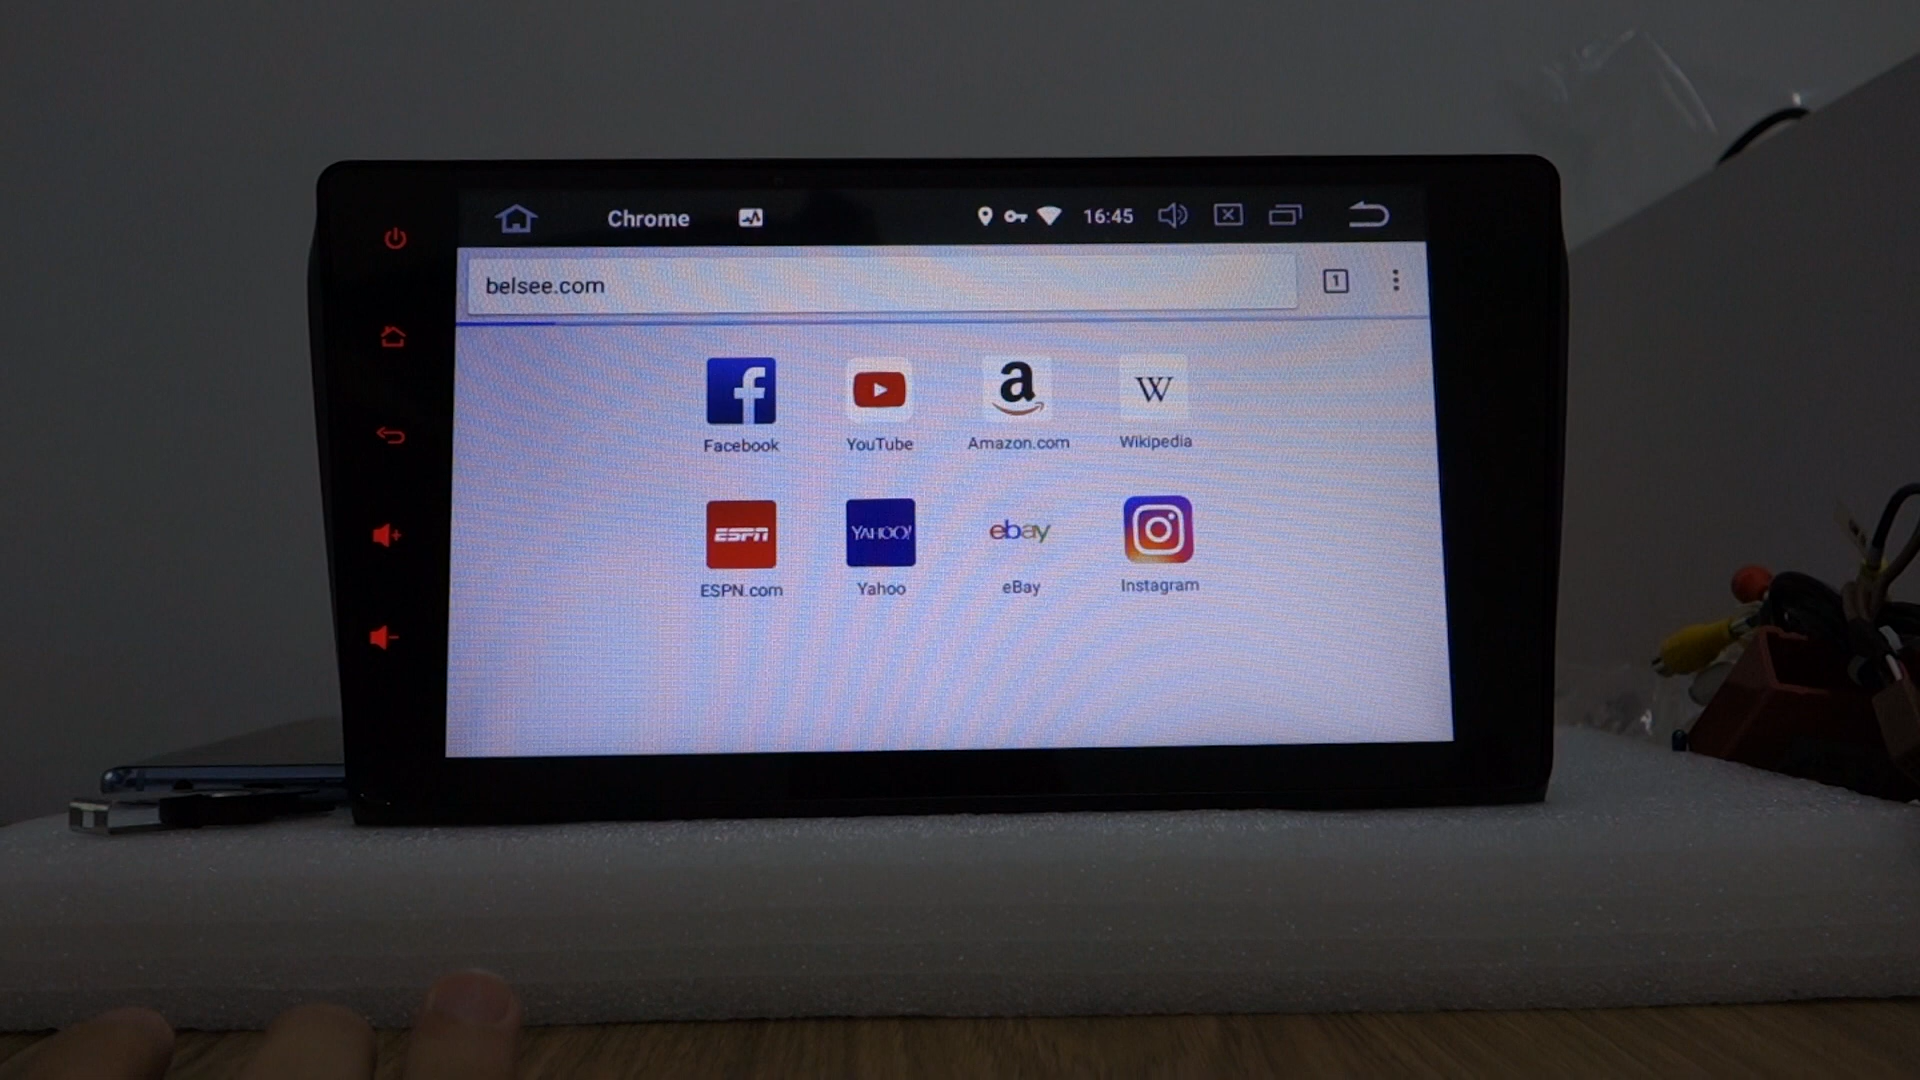 Chrome 16:45
belsee.com 1
f a W
Facebook YouTube Amazon.com Wikipedia
ESPN YAHOO! ebay
ESPN.com Yahoo eBay Instagram